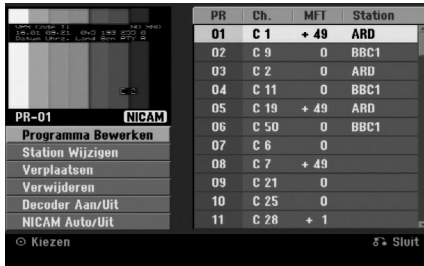 PR-01 NICAM
Programma Bewerken
Station Wijzigen
Verplaatsen
Verwijderen
Decoder Aan/Uit
NICAM Auto/Uit
PR Ch. MFT Station
01 C 1 + 49 ARD
02 C 9 0 BBC1
03 C 2 0 ARD
04 C 11 0 BBC1
05 C 19 + 49 ARD
06 C 50 0 BBC1
07 C 6 0
08 C 7 + 49
09 C 21 0
10 C 25 0
11 C 28 + 1
Kiezen
Sluit